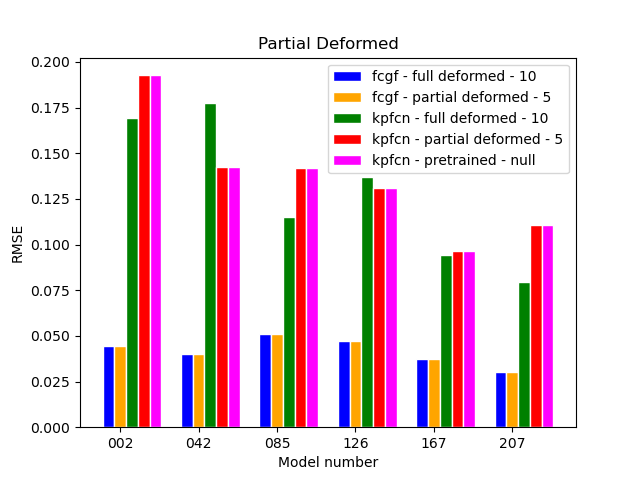 Partial Deformed
fcgf - full deformed - 10
fcgf - partial deformed - 5
kpfcn - full deformed - 10
kpfcn - partial deformed - 5
kpfcn - pretrained - null
0.200
0.175
0.150
0.125
0.100
0.075
0.050
0.025
0.000
RMSE
002 042 085 126 167 207
Model number